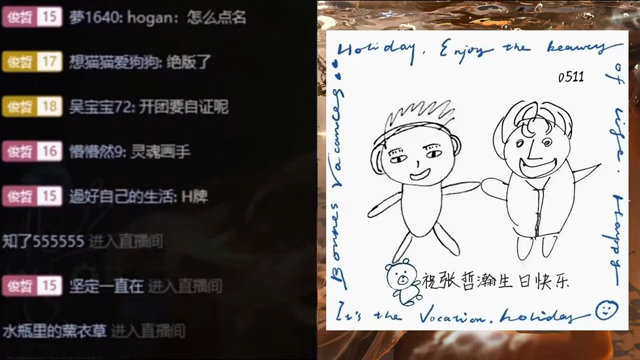 俊哲 15 夢1640: hogan：怎么点名
俊哲 17 想猫猫爱狗狗: 绝版了
俊哲 18 吴宝宝72: 开团要自证呢
俊哲 16 懵懵然9: 灵魂画手
俊哲 15 過好自己的生活: H牌
知了555555 进入直播间
俊哲 15 坚定一直在 进入直播间
水瓶里的薰衣草 进入直播间
Holiday. Enjoy the beauty
of life. Happy
0511
Bonnes Vacances
祝张哲瀚生日快乐
It's the Vacation. holiday